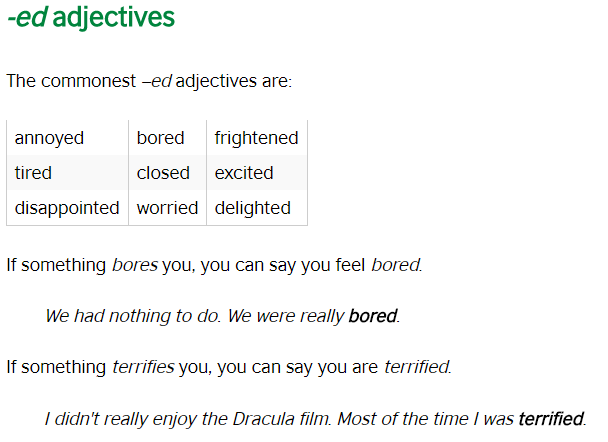 -ed adjectives
The commonest –ed adjectives are:
annoyed bored frightened
tired closed excited
disappointed worried delighted
If something bores you, you can say you feel bored.
We had nothing to do. We were really bored.
If something terrifies you, you can say you are terrified.
I didn't really enjoy the Dracula film. Most of the time I was terrified.